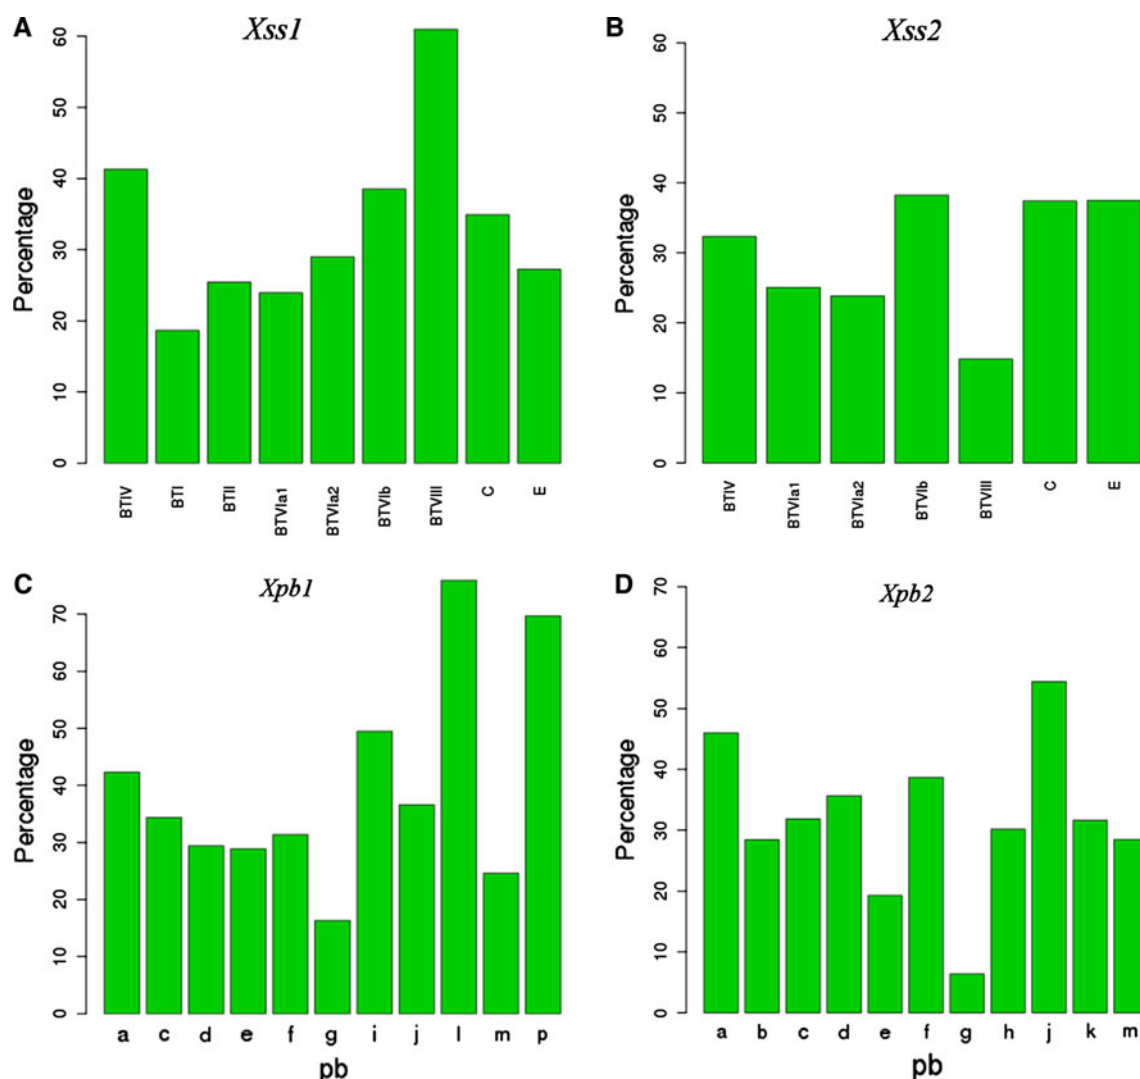 A
Xss1
Percentage
0 10 20 30 40 50 60
BTIV BTI BTII BTVIa1 BTVIa2 BTVIb BTVIII C E
B
Xss2
Percentage
0 10 20 30 40 50 60
BTIV BTVIa1 BTVIa2 BTVIb BTVIII C E
C
Xpb1
Percentage
0 10 20 30 40 50 60 70
a c d e f g i j l m p
pb
D
Xpb2
Percentage
0 10 20 30 40 50 60 70
a b c d e f g h j k m
pb